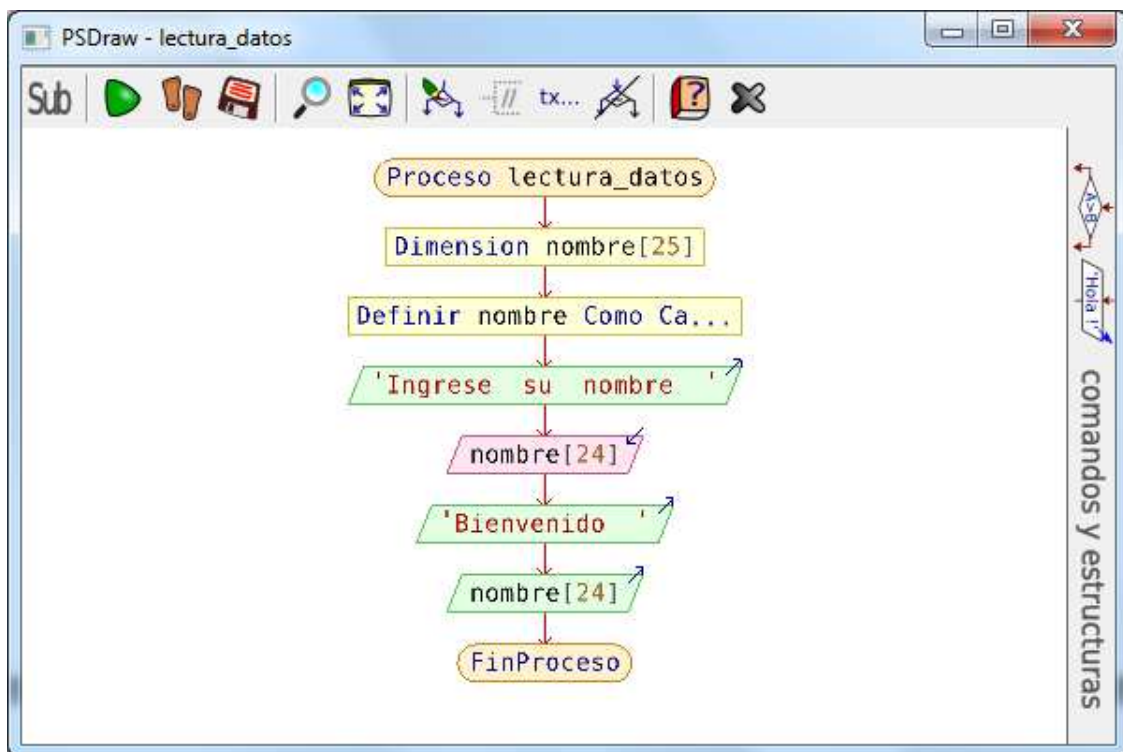 PSDraw - lectura_datos
Sub
tx...
Proceso lectura_datos
Dimension nombre[25]
Definir nombre Como Ca...
'Ingrese su nombre '
nombre[24]
'Bienvenido '
nombre[24]
FinProceso
A>B
'Hola !'
comandos y estructuras